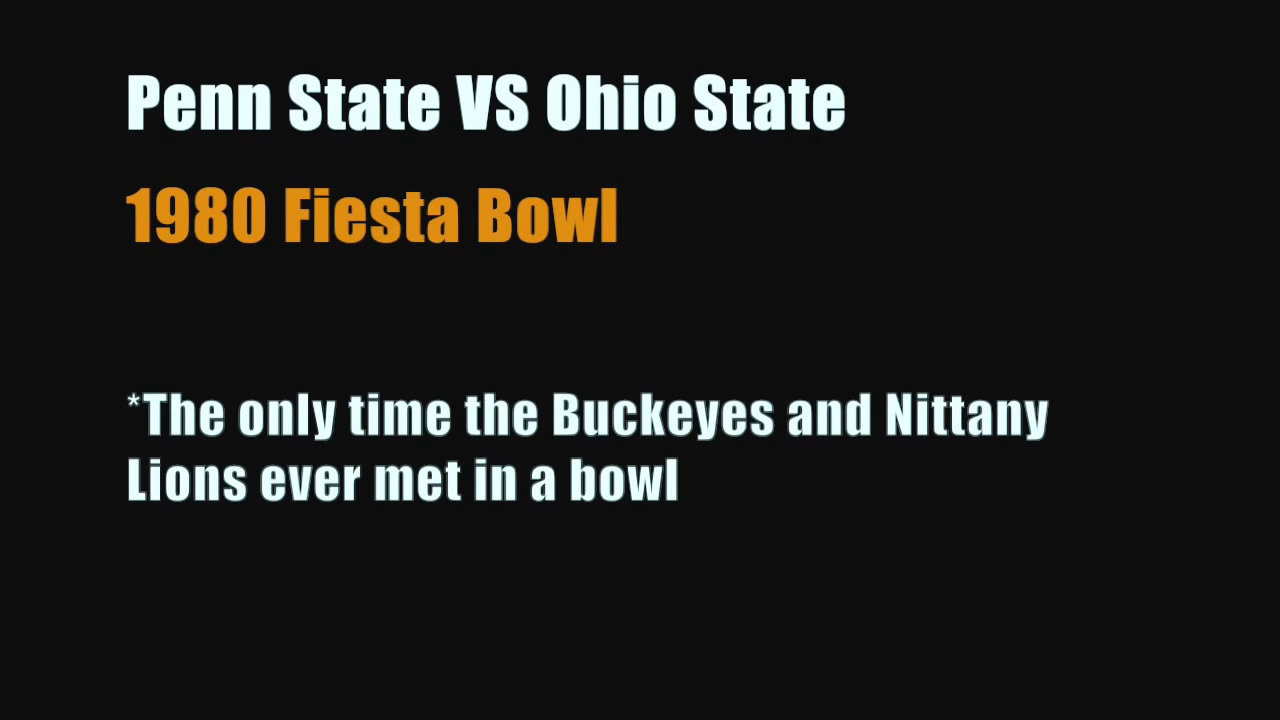 Penn State VS Ohio State
1980 Fiesta Bowl
*The only time the Buckeyes and Nittany
Lions ever met in a bowl